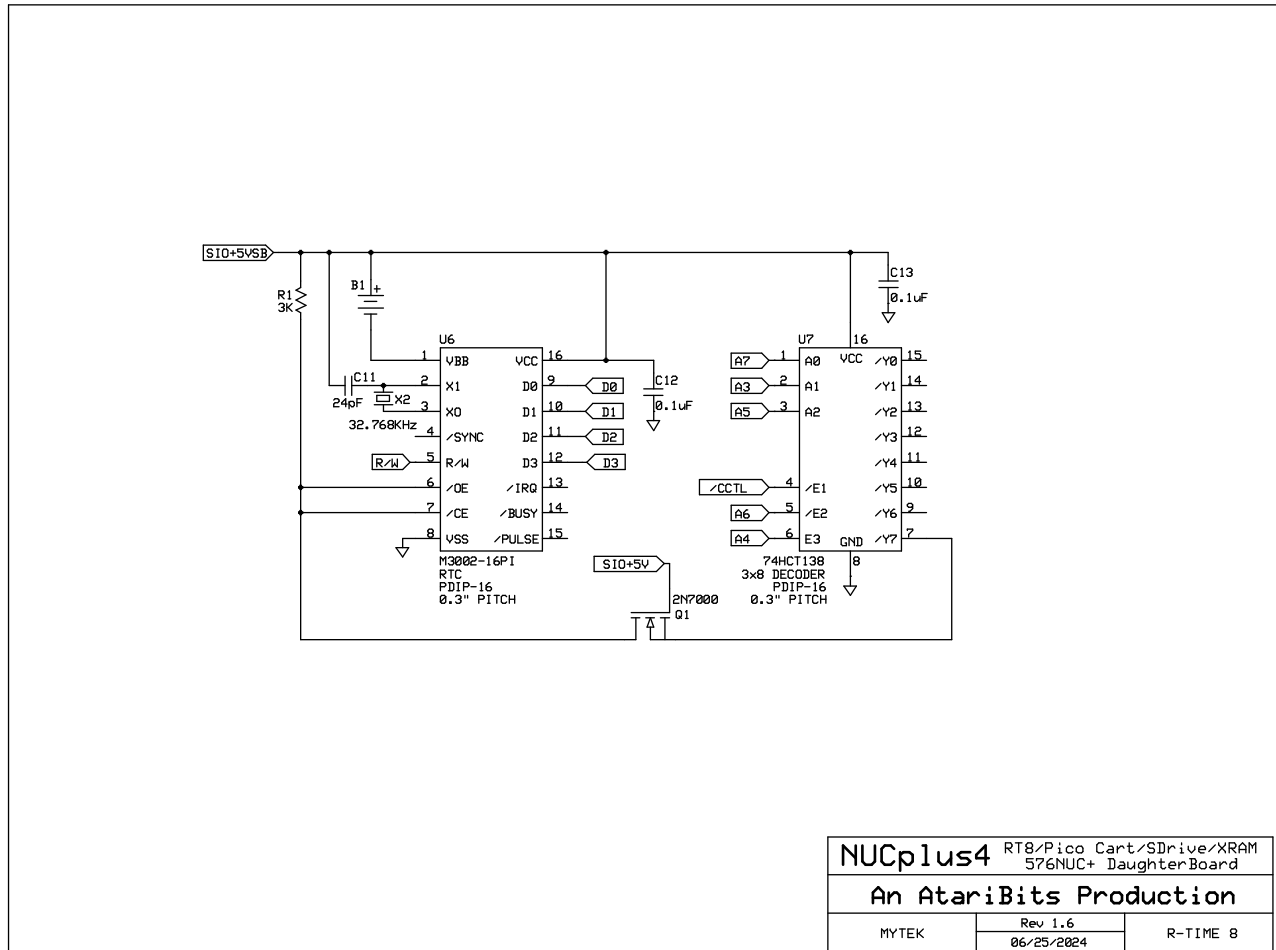 SIO+5VSB
R1
3K
B1
+
C13
0.1uF
C11
24pF
X2
32.768KHz
U6
1 VBB VCC 16
2 X1 D0 9 D0
3 XO D1 10 D1
4 /SYNC D2 11 D2
R/W 5 R/W D3 12 D3
6 /OE /IRQ 13
7 /CE /BUSY 14
8 VSS /PULSE 15
M3002-16PI
RTC
PDIP-16
0.3" PITCH
C12
0.1uF
U7 16
A7 1 A0 VCC /Y0 15
A3 2 A1 /Y1 14
A5 3 A2 /Y2 13
/Y3 12
/Y4 11
/CCTL 4 /E1 /Y5 10
A6 5 /E2 /Y6 9
A4 6 E3 GND /Y7 7
8
74HCT138
3x8 DECODER
PDIP-16
0.3" PITCH
SIO+5V
2N7000
Q1
NUCplus4 RT8/Pico Cart/SDrive/XRAM
576NUC+ DaughterBoard
An AtariBits Production
MYTEK
Rev 1.6
06/25/2024
R-TIME 8